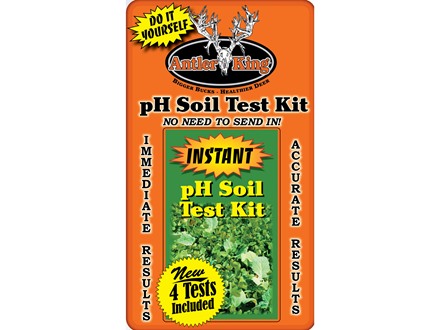 DO IT
YOURSELF
Antler King
BIGGER BUCKS - HEALTHIER DEER
pH Soil Test Kit
NO NEED TO SEND IN!
IMMEDIATE RESULTS
INSTANT
pH Soil
Test Kit
New
4 Tests
Included
ACCURATE RESULTS